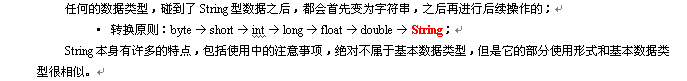 任何的数据类型，碰到了 String 型数据之后，都会首先变为字符串，之后再进行后续操作的；
▪ 转换原则：byte → short → int → long → float → double → String；
String 本身有许多的特点，包括使用中的注意事项，绝对不属于基本数据类型，但是它的部分使用形式和基本数据类
型很相似。